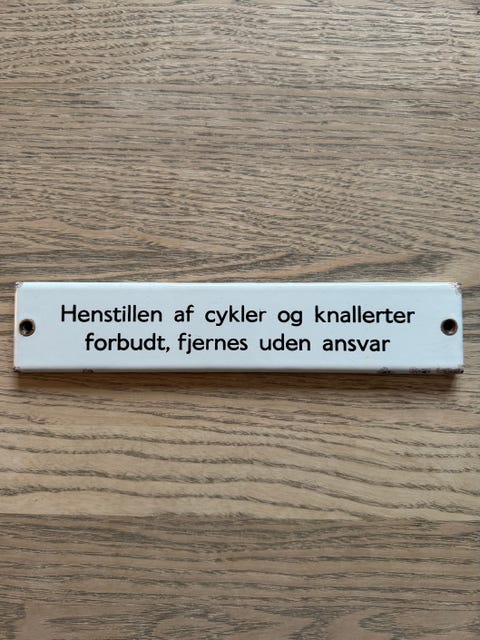 Henstillen af cykler og knallerter
forbudt, fjernes uden ansvar